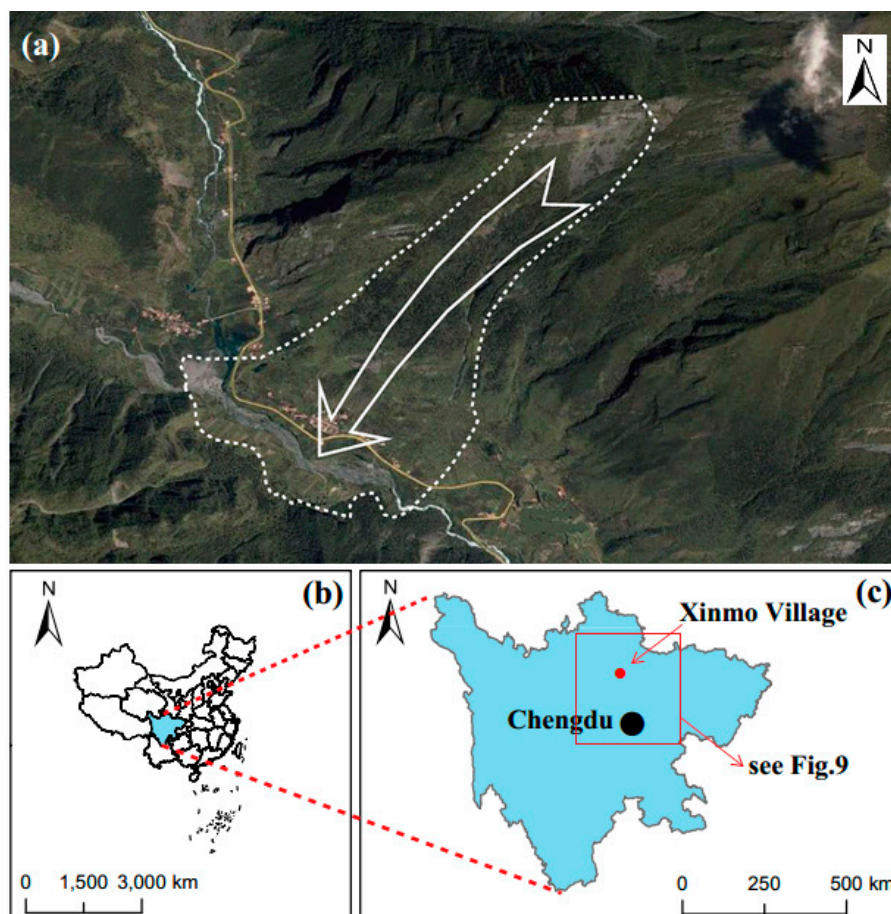 (a)
N
N
(b)
0 1,500 3,000 km
N
(c)
Xinmo Village
Chengdu
see Fig.9
0 250 500 km